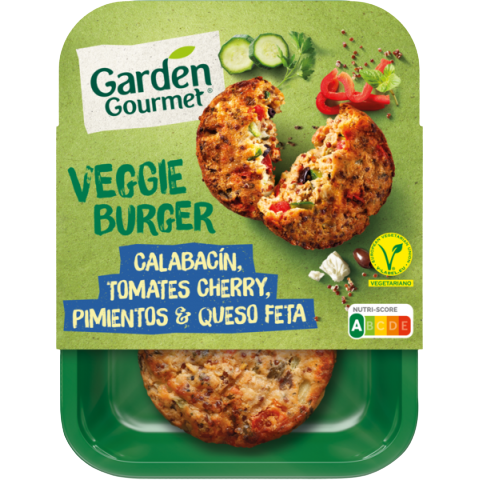 Garden
Gourmet®
VEGGIE
BURGER
CALABACÍN,
TOMATES CHERRY,
PIMIENTOS & QUESO FETA
VEGETARIANO
NUTRI-SCORE
A B C D E